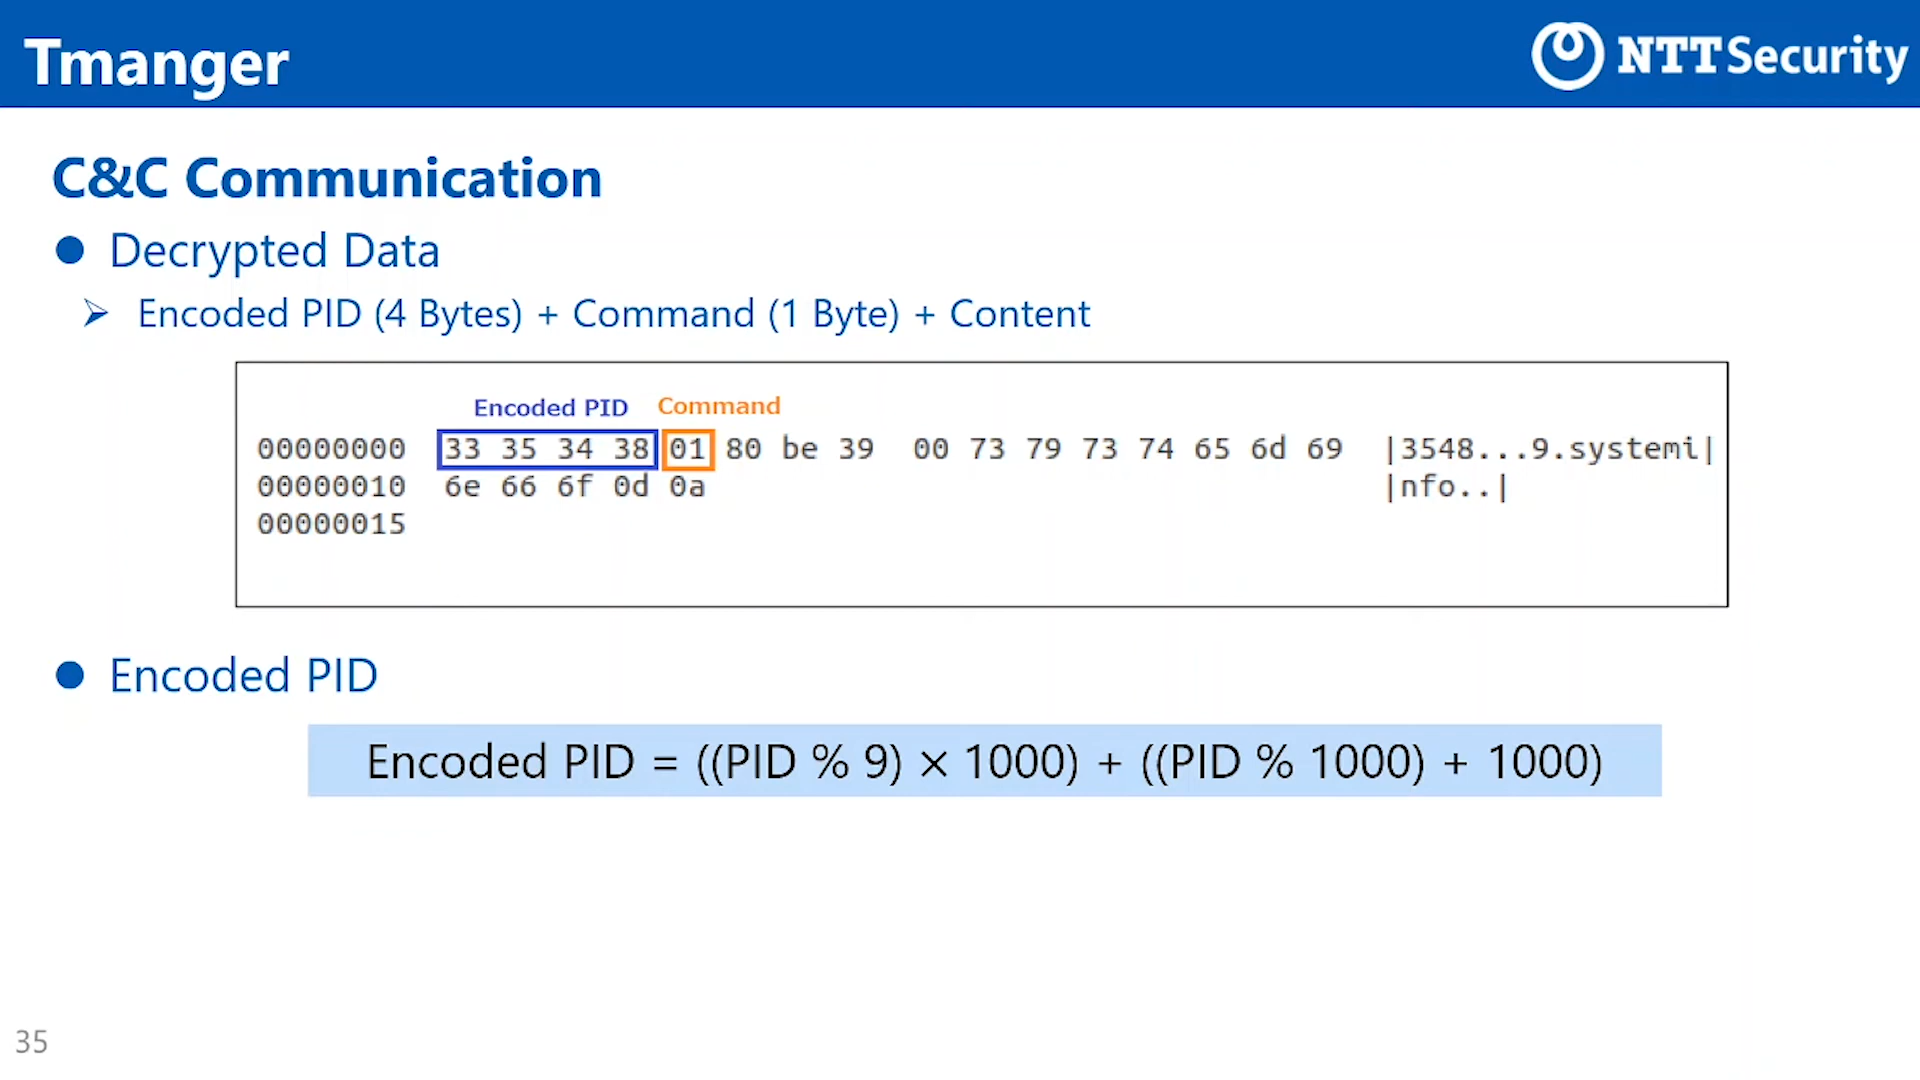 Tmanger
NTT Security
C&C Communication
● Decrypted Data
➢ Encoded PID (4 Bytes) + Command (1 Byte) + Content
Encoded PID Command
00000000 33 35 34 38 01 80 be 39 00 73 79 73 74 65 6d 69 |3548...9.systemi|
00000010 6e 66 6f 0d 0a |nfo..|
00000015
● Encoded PID
Encoded PID = ((PID % 9) × 1000) + ((PID % 1000) + 1000)
35